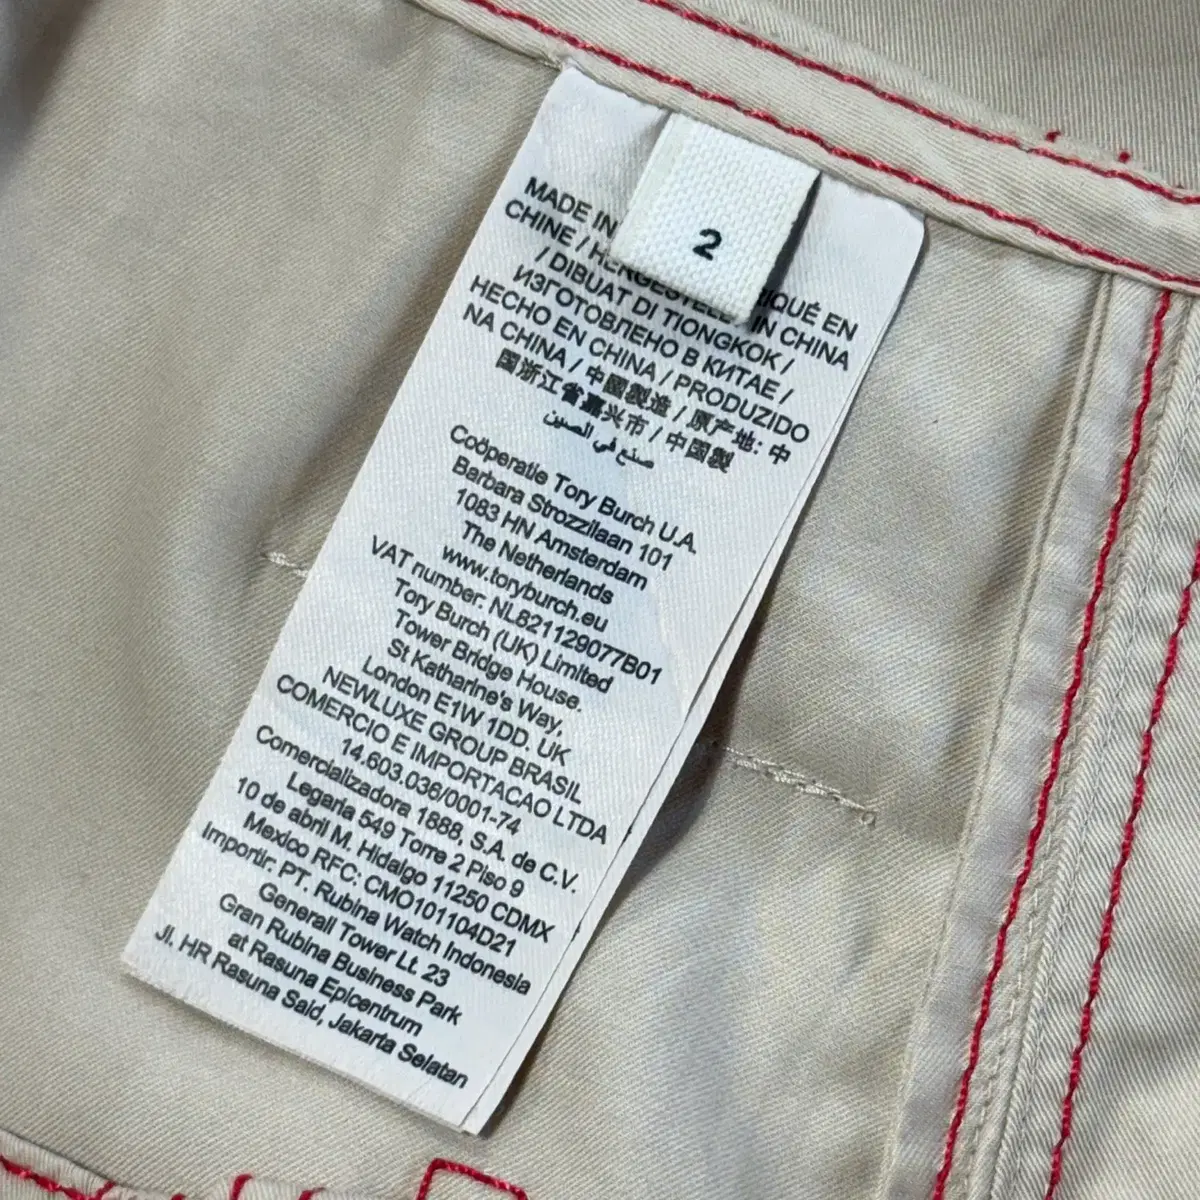 2
MADE IN
RIQUÉ EN
CHINE / HERGESTELLT IN CHINA
/ DIBUAT DI TIONGKOK /
ИЗГОТОВЛЕНО В КИТАЕ /
HECHO EN CHINA / PRODUZIDO
NA CHINA / 中國製造 / 原产地: 中
国浙江省嘉兴市 / 中国製
صنع في الصين
Coöperatie Tory Burch U.A.
Barbara Strozzilaan 101
1083 HN Amsterdam
The Netherlands
www.toryburch.eu
VAT number: NL821129077B01
Tory Burch (UK) Limited
Tower Bridge House.
St Katharine's Way,
London E1W 1DD. UK
NEWLUXE GROUP BRASIL
COMERCIO E IMPORTACAO LTDA
14.603.036/0001-74
Comercializadora 1888, S.A. de C.V.
Legaria 549 Torre 2 Piso 9
10 de abril M. Hidalgo 11250 CDMX
Mexico RFC: CMO101104D21
Importir: PT. Rubina Watch Indonesia
Generali Tower Lt. 23
Gran Rubina Business Park
at Rasuna Epicentrum
Jl. HR Rasuna Said, Jakarta Selatan